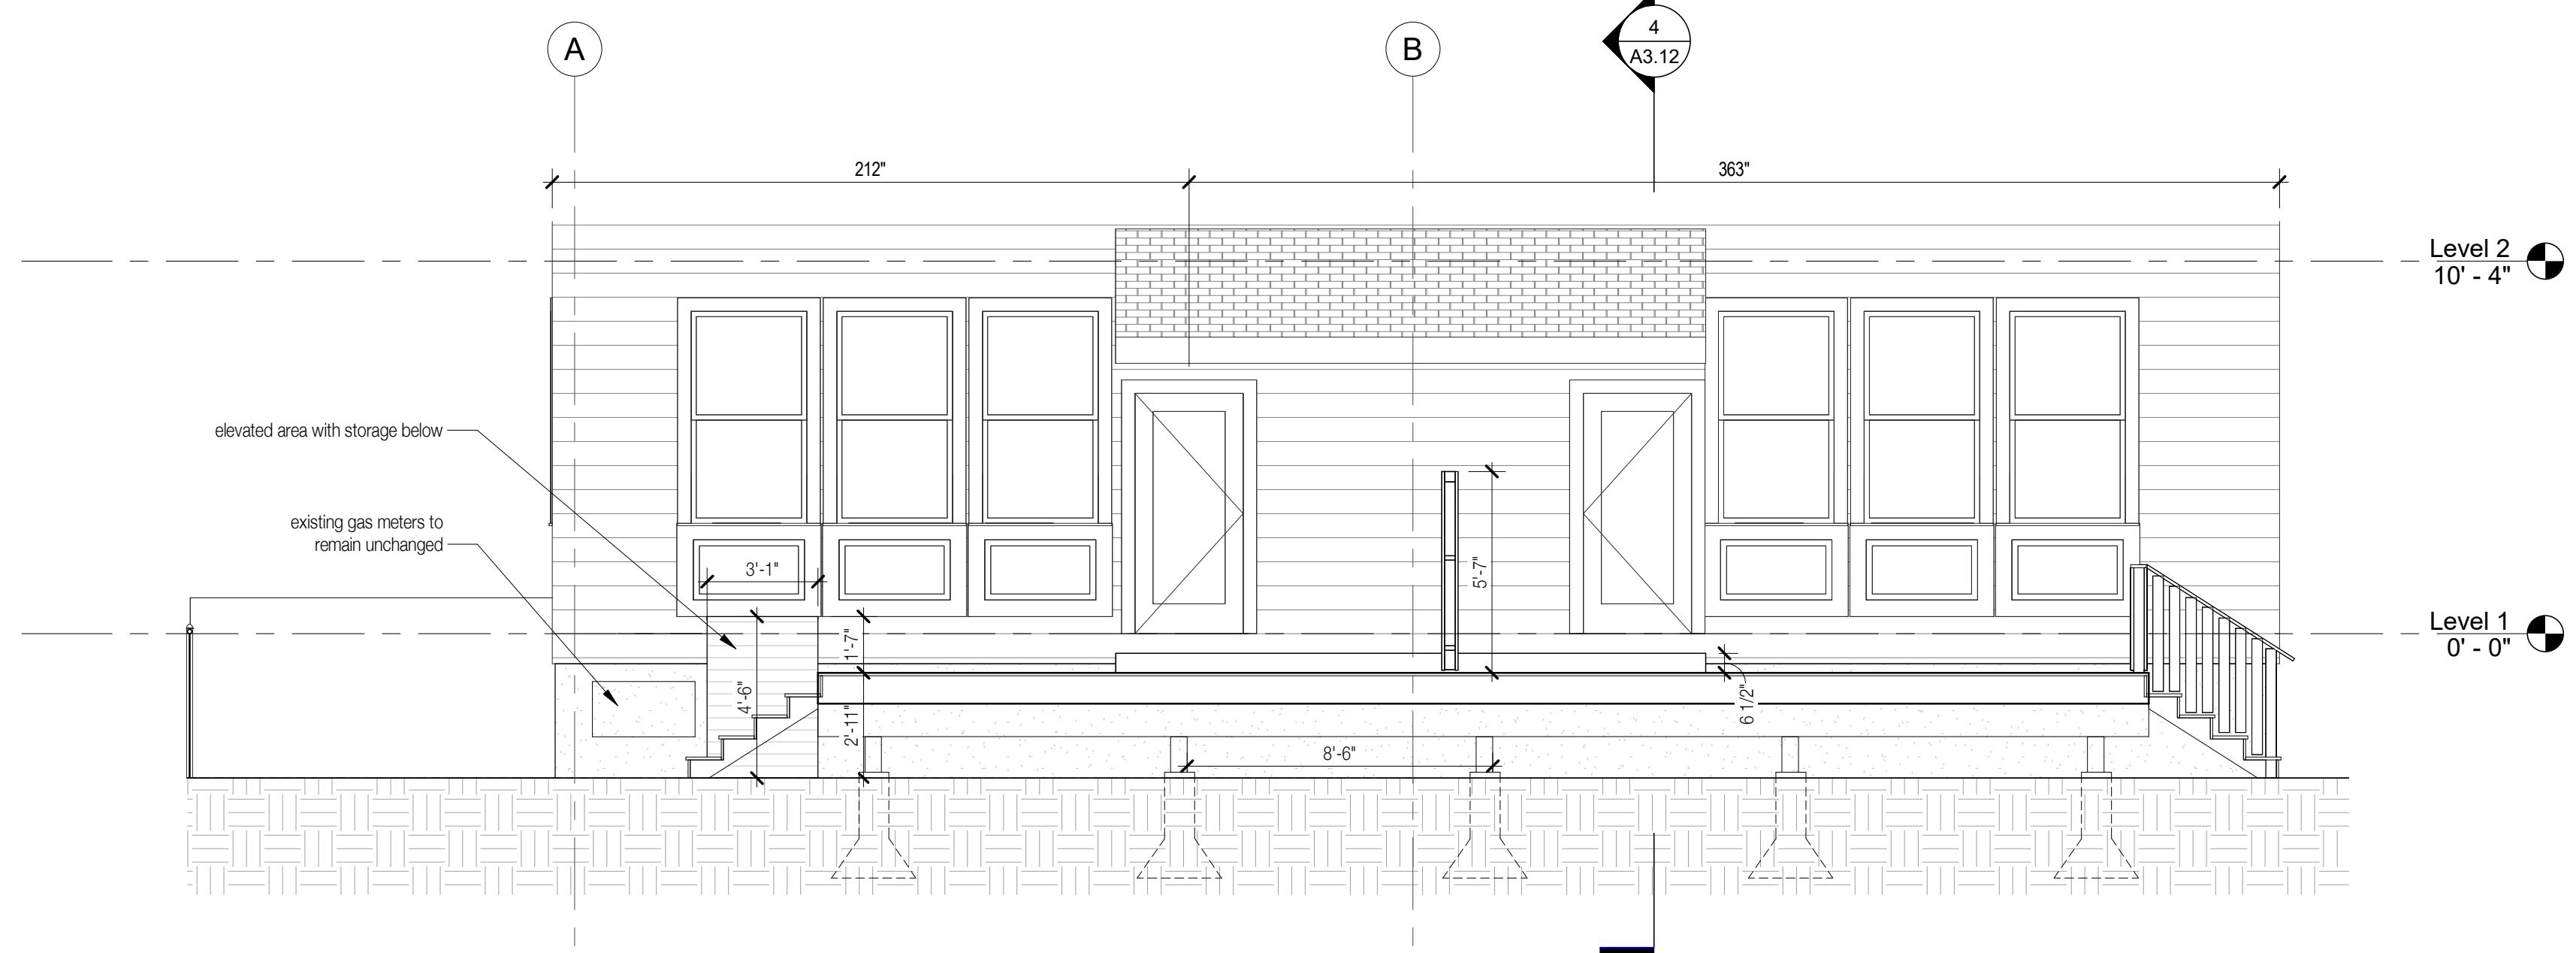 A
B
4
A3.12
212"
363"
Level 2
10' - 4"
elevated area with storage below
existing gas meters to
remain unchanged
3'-1"
5'-7"
Level 1
0' - 0"
1'-7"
4'-6"
2'-11"
6 1/2"
8'-6"